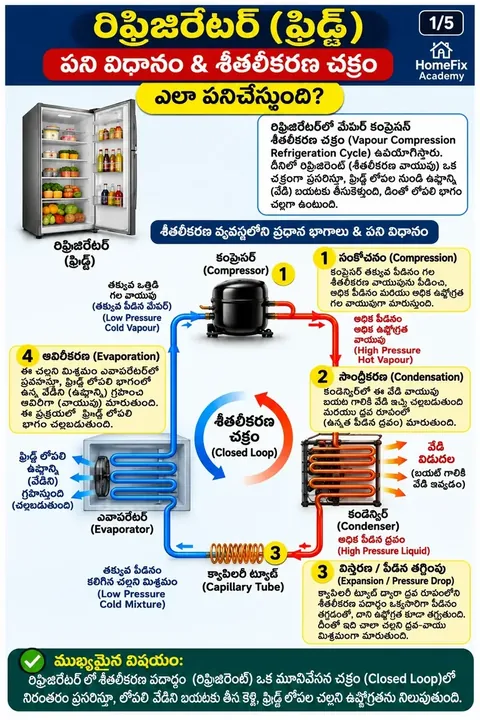 రిఫ్రిజిరేటర్ (ఫ్రిడ్జ్)
1/5
HomeFix
Academy
పని విధానం & శీతలీకరణ చక్రం
ఎలా పనిచేస్తుంది?
రిఫ్రిజిరేటర్‌లో మేపర్ కంప్రెసన్
శీతలీకరణ చక్రం (Vapour Compression
Refrigeration Cycle) ఉపయోగిస్తారు.
దీనిలో రిఫ్రిజిరెంట్ (శీతలీకరణ వాయువు) ఒక
చక్రంగా ప్రసరిస్తూ, ఫ్రిడ్జ్ లోపల నుండి ఉష్ణాన్ని
(వేడి) బయటకు తీసుకెళ్తుంది, డింతో లోపలి భాగం
చల్లగా ఉంటుంది.
రిఫ్రిజిరేటర్
(ఫ్రిడ్జ్)
శీతలీకరణ వ్యవస్థలోని ప్రధాన భాగాలు & పని విధానం
కంప్రెసర్
(Compressor)
1
1 సంకోచనం (Compression)
కంప్రెసర్ తక్కువ పీడనం గల
శీతలీకరణ వాయువును పీడించి,
అధిక పీడనం మరియు అధిక ఉష్ణోగ్రత
గల వాయువుగా మారుస్తుంది.
తక్కువ ఒత్తిడి
గల వాయువు
(తక్కువ పీడన వేపర్)
(Low Pressure
Cold Vapour)
అధిక పీడనం
అధిక ఉష్ణోగ్రత
వాయువు
(High Pressure
Hot Vapour)
4 ఆవిరీకరణ (Evaporation)
ఈ చల్లని మిశ్రమం ఎవాపరేటర్‌లో
ప్రవహస్తూ, ఫ్రిడ్జ్ లోపలి భాగంలో
ఉన్న వేడిని (ఉష్ణాన్ని) గ్రహించి
ఆవిరిగా (వాయువు) మారుతుంది.
ఈ ప్రక్రియలో ఫ్రిడ్జ్ లోపలి
భాగం చల్లబడుతుంది.
2 సాంద్రీకరణ (Condensation)
కండెన్సర్‌లో ఈ వేడి వాయువు
బయట గాలికి వేడి ఇచ్చి చల్లబడుతుంది
మరియు ద్రవ రూపంలో
(ఉన్నత పీడన ద్రవం) మారుతుంది.
శీతలీకరణ
చక్రం
(Closed Loop)
ఫ్రిడ్జ్ లోపలి
ఉష్ణాన్ని
(వేడిని)
గ్రహిస్తుంది
(చల్లబడుతుంది)
వేడి
విడుదల
(బయట్ గాలికి
వేడి ఇవ్వడం)
ఎవాపరేటర్
(Evaporator)
కండెన్సిర్
(Condenser)
అధిక పీడన ద్రవం
(High Pressure Liquid)
తక్కువ పీడనం
కలిగిన చల్లని మిశ్రమం
(Low Pressure
Cold Mixture)
3
క్యాపిలరీ ట్యూబ్
(Capillary Tube)
3 విస్తరణ / పీడన తగ్గింపు
(Expansion / Pressure Drop)
క్యాపిలరీ ట్యూబ్ ద్వారా ద్రవ రూపంలోని
శీతలీకరణ పదార్థం ఒక్కసారిగా పీడనం
తగ్గడంతో, దాని ఉష్ణోగ్రత కూడా తగ్గుతుంది.
దీంతో ఇది చాలా చల్లని ద్రవ-వాయు
మిశ్రమంగా మారుతుంది.
ముఖ్యమైన విషయం:
రిఫ్రిజిరేటర్ లో శీతలీకరణ పదార్థం (రిఫ్రిజిరెంట్) ఒక మూనివేసన చక్రం (Closed Loop)లో
నిరంతరం ప్రసరిస్తూ, లోపలి వేడిని బయటకు తీస కెళ్లి, ఫ్రిడ్జ్ లోపల చల్లని ఉష్ణోగ్రతను నిలుపుతుంది.